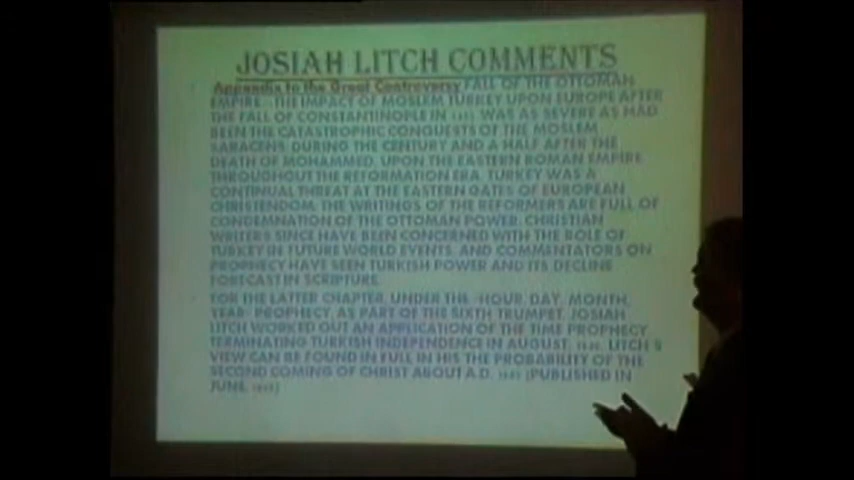 JOSIAH LITCH COMMENTS
Appendix to the Great Controversy FALL OF THE OTTOMAN
EMPIRE. THE IMPACT OF MOSLEM TURKEY UPON EUROPE AFTER
THE FALL OF CONSTANTINOPLE IN 1453 WAS AS SEVERE AS HAD
BEEN THE CATASTROPHIC CONQUESTS OF THE MOSLEM
SARACENS, DURING THE CENTURY AND A HALF AFTER THE
DEATH OF MOHAMMED, UPON THE EASTERN ROMAN EMPIRE.
THROUGHOUT THE REFORMATION ERA, TURKEY WAS A
CONTINUAL THREAT AT THE EASTERN GATES OF EUROPEAN
CHRISTENDOM; THE WRITINGS OF THE REFORMERS ARE FULL OF
CONDEMNATION OF THE OTTOMAN POWER. CHRISTIAN
WRITERS SINCE HAVE BEEN CONCERNED WITH THE ROLE OF
TURKEY IN FUTURE WORLD EVENTS, AND COMMENTATORS ON
PROPHECY HAVE SEEN TURKISH POWER AND ITS DECLINE
FORECAST IN SCRIPTURE.
FOR THE LATTER CHAPTER, UNDER THE "HOUR, DAY, MONTH,
YEAR" PROPHECY, AS PART OF THE SIXTH TRUMPET, JOSIAH
LITCH WORKED OUT AN APPLICATION OF THE TIME PROPHECY,
TERMINATING TURKISH INDEPENDENCE IN AUGUST, LITCH'S
VIEW CAN BE FOUND IN FULL IN HIS THE PROBABILITY OF THE
SECOND COMING OF CHRIST ABOUT A.D. (PUBLISHED IN
JUNE,